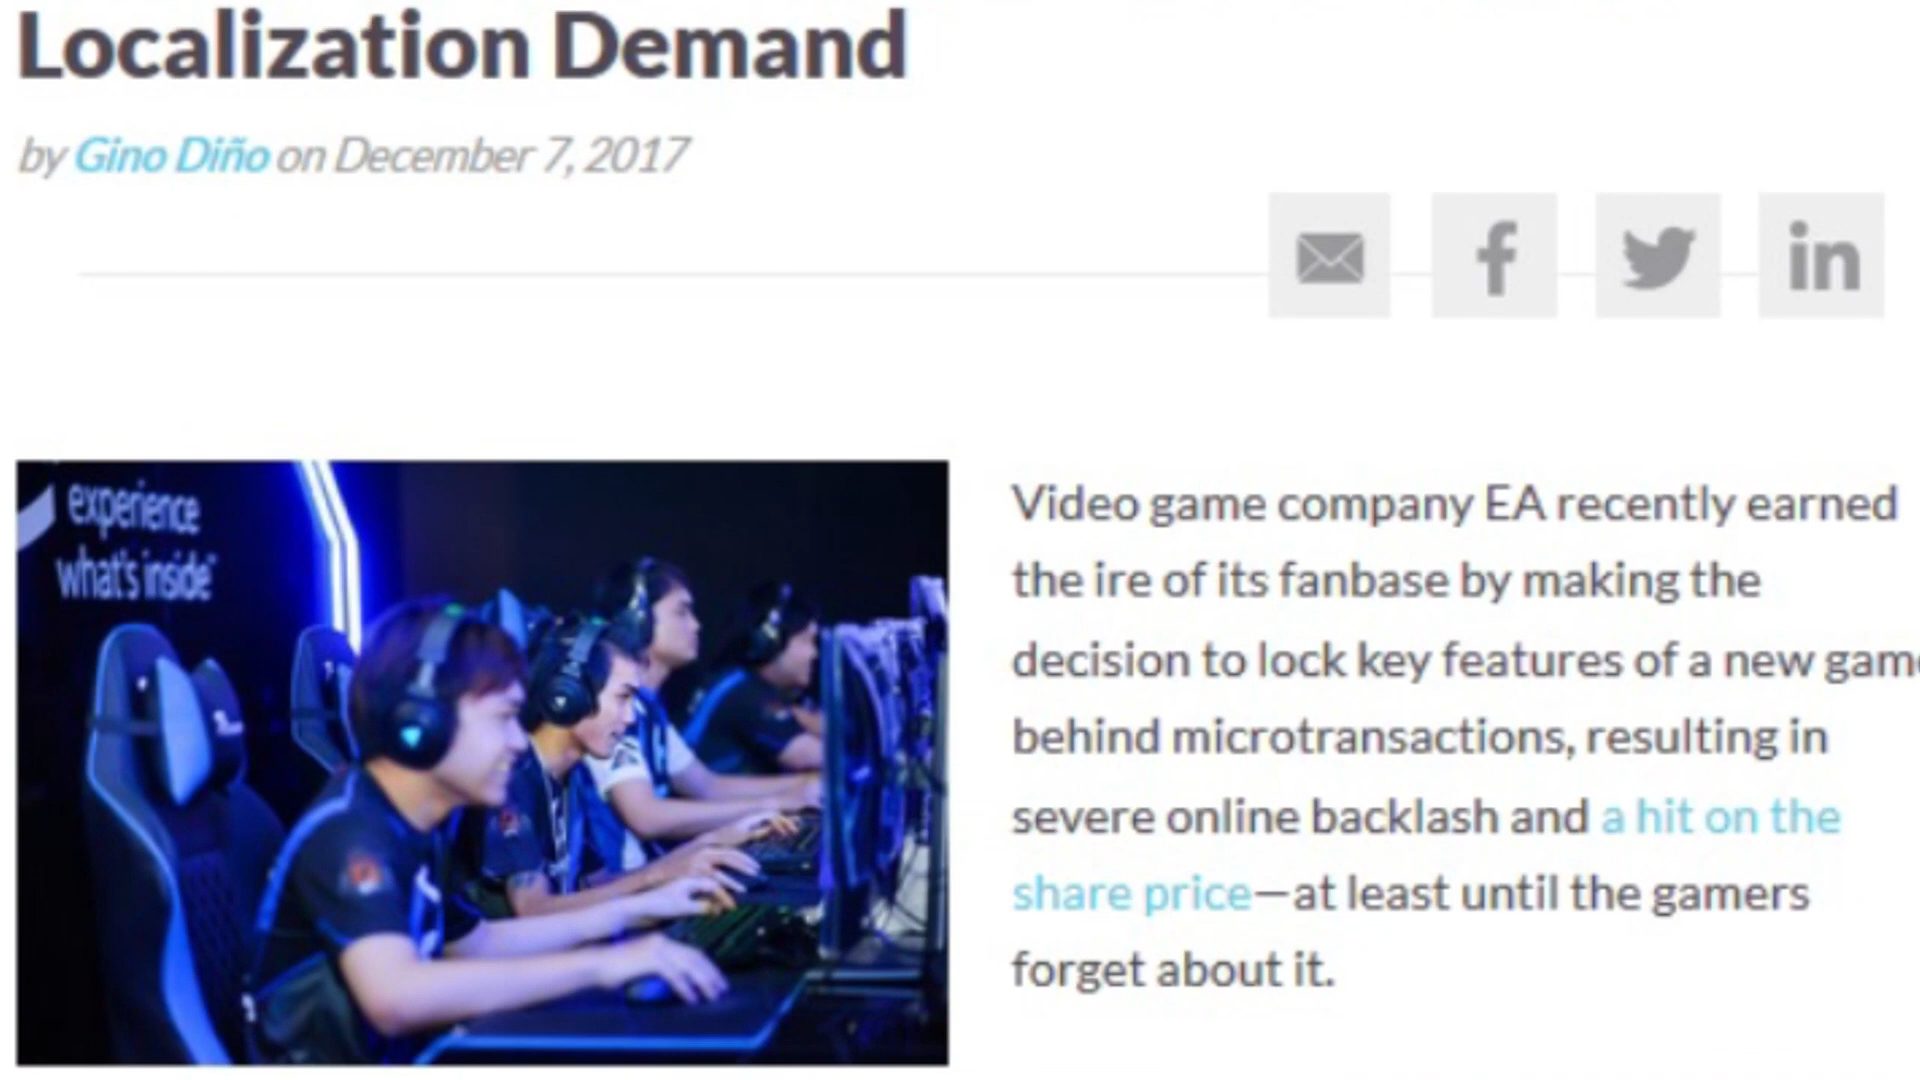 Localization Demand
by Gino Diño on December 7, 2017
experience
what's inside™
Video game company EA recently earned
the ire of its fanbase by making the
decision to lock key features of a new game
behind microtransactions, resulting in
severe online backlash and a hit on the
share price—at least until the gamers
forget about it.